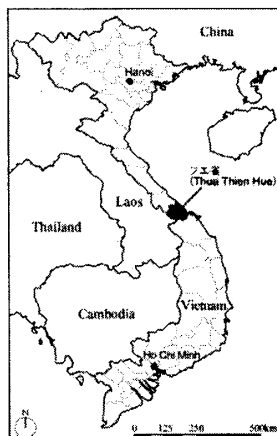 China
Hanoi
フエ省
(Thua Thien Hue)
Laos
Thailand
Vietnam
Cambodia
Ho Chi Minh
N
0 125 250 500km